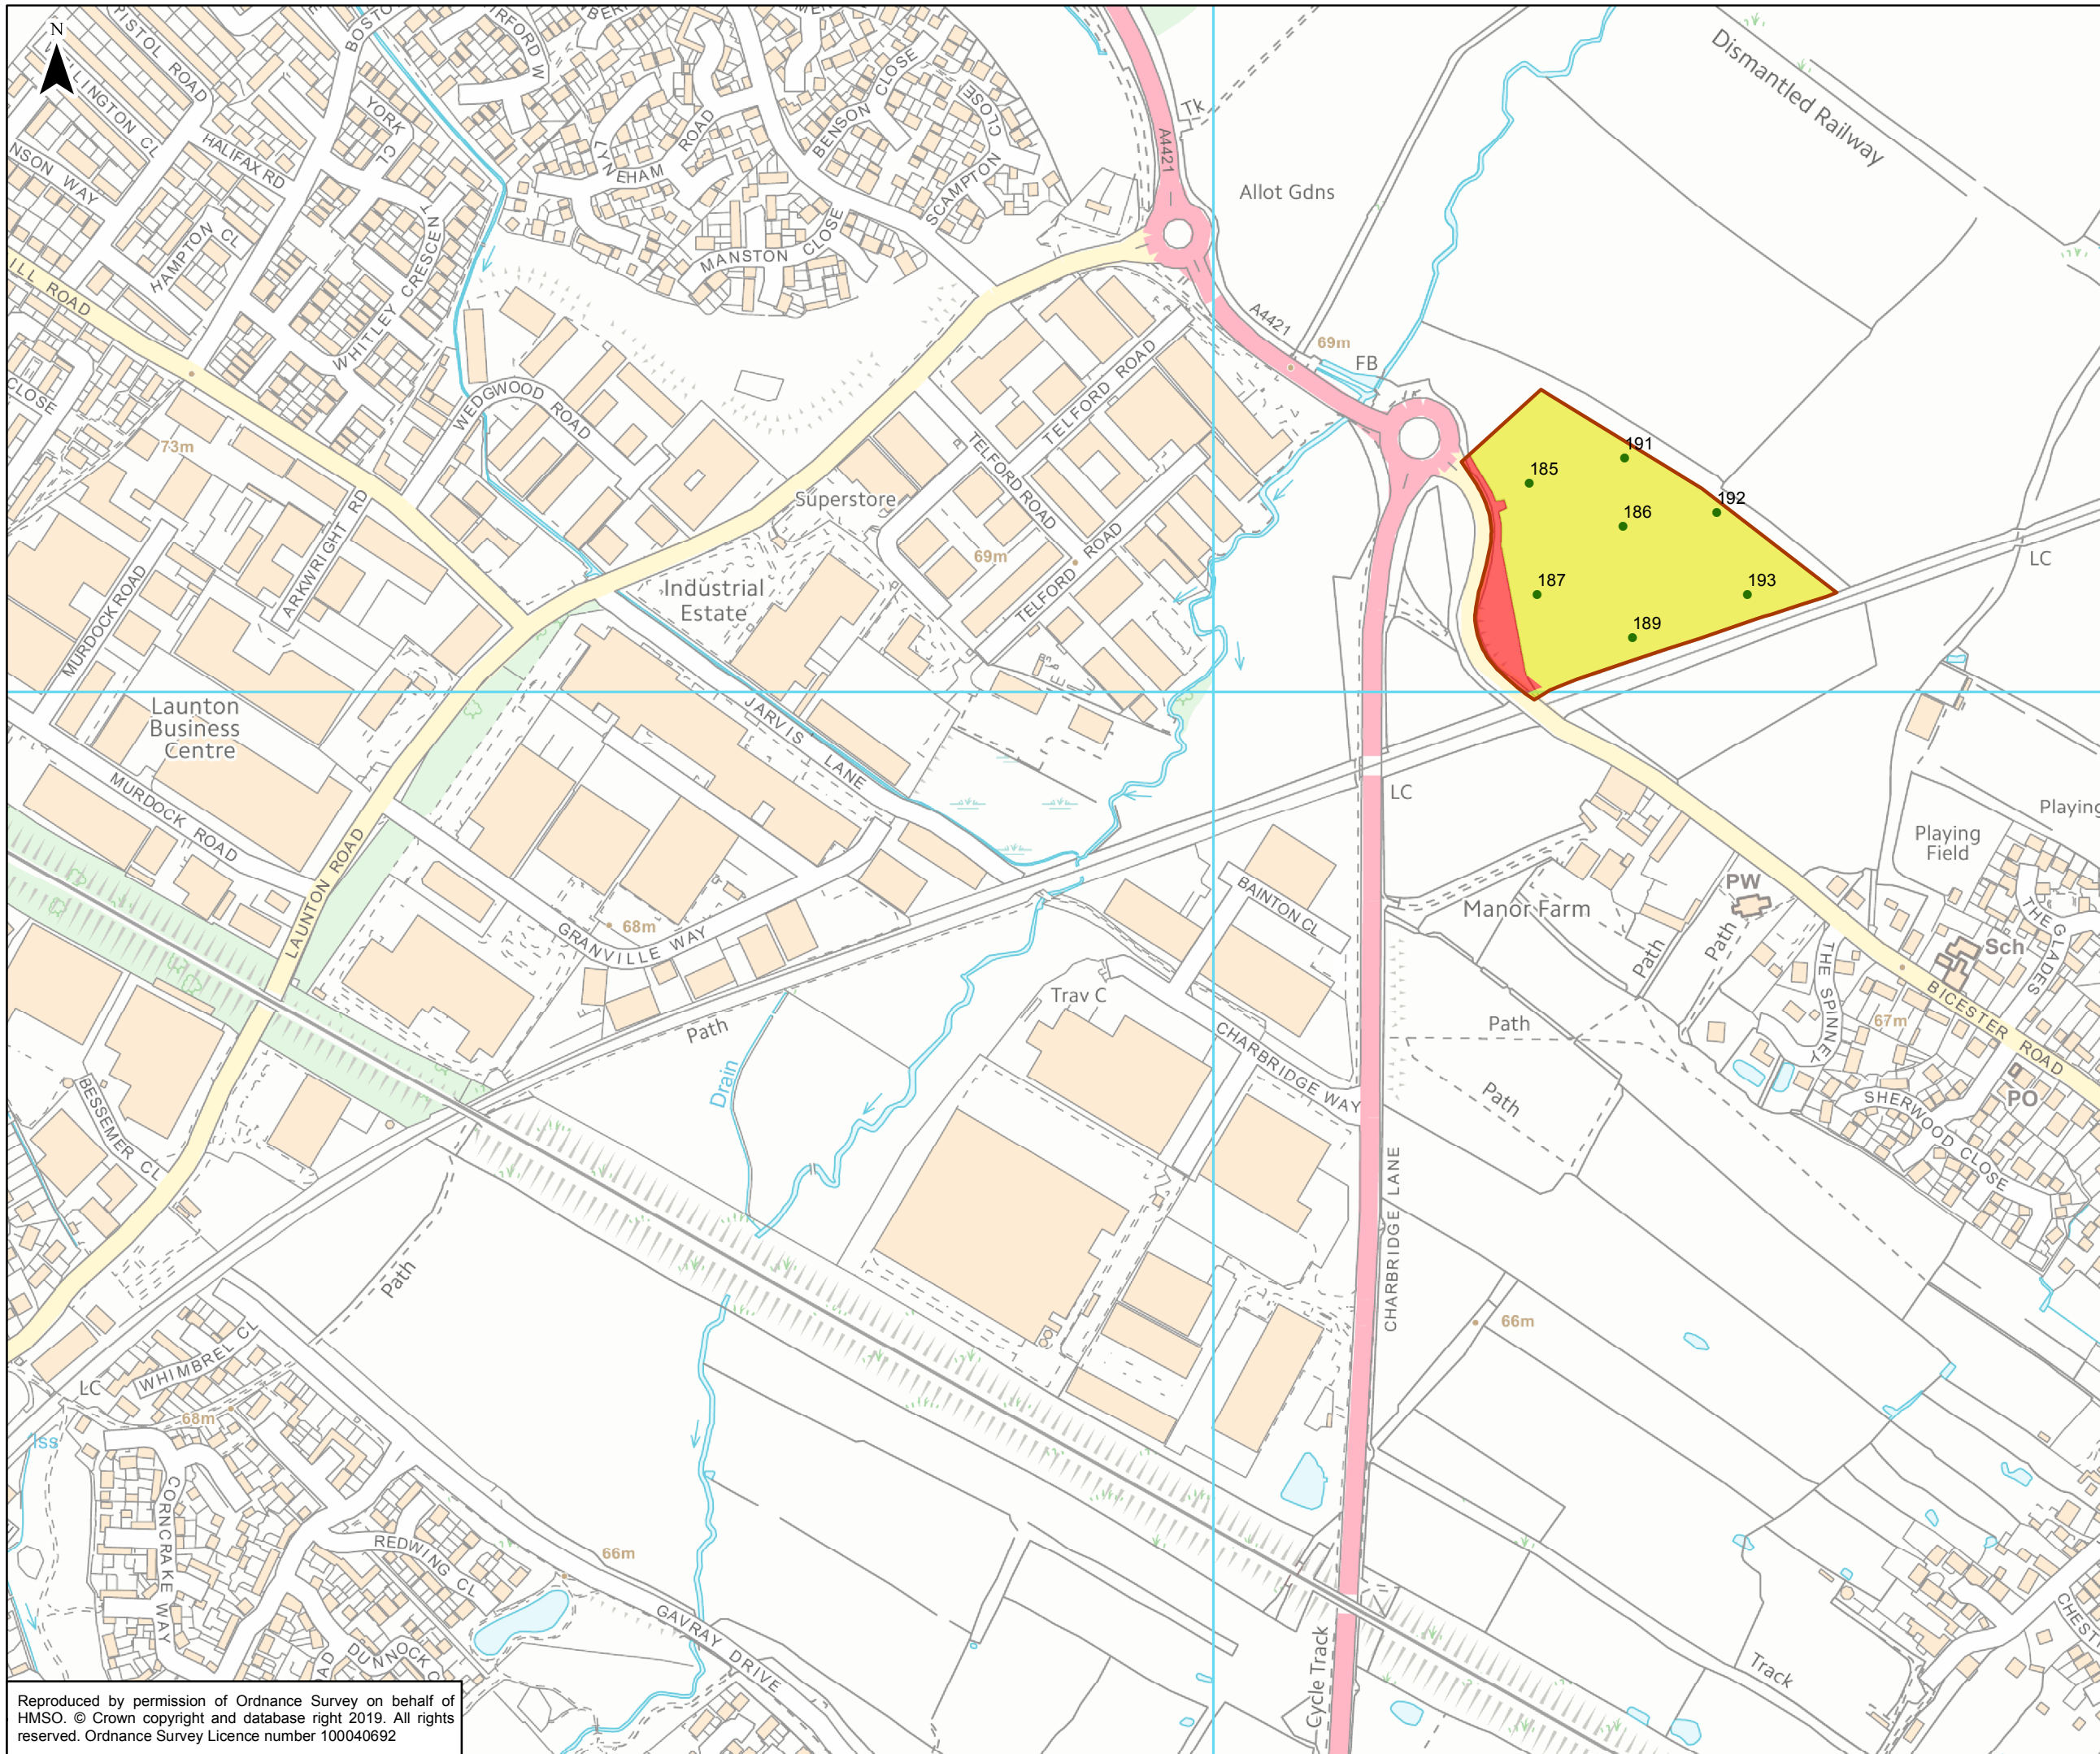 N
PISTOL ROAD
LLINGTON CL
NSON WAY
HALIFAX RD
YORK CL
HAMPTON CL
WHITLEY CRESCENT
LYNEHAM ROAD
BENSON CLOSE
SCAMPTON CLOSE
MANSTON CLOSE
A4421
Tk
Allot Gdns
Dismantled Railway
ILL ROAD
CLOSE
73m
WEDGWOOD ROAD
A4421
69m
FB
TELFORD ROAD
TELFORD ROAD
TELFORD ROAD
Superstore
69m
191
185
192
186
187
193
189
LC
MURDOCK ROAD
ARKWRIGHT RD
Industrial
Estate
El
Launton
Business
Centre
JARVIS LANE
MURDOCK ROAD
LAUNTON ROAD
LC
Playing
Playing
Field
BAINTON CL
Manor Farm
PW
Path
Path
THE GLADES
THE SPINNEY
Sch
68m
GRANVILLE WAY
Trav C
Path
Drain
Path
67m
BICESTER ROAD
CHARBRIDGE WAY
Path
PO
SHERWOOD CLOSE
BESSEMER CL
CHARBRIDGE LANE
Path
66m
WHIMBREL CL
LC
68m
Iss
CORNCRAKE WAY
REDWING CL
66m
GAVRAY DRIVE
DUNNOCK C
OAD
Cycle Track
Track
CHEST
Reproduced by permission of Ordnance Survey on behalf of
HMSO. © Crown copyright and database right 2019. All rights
reserved. Ordnance Survey Licence number 100040692